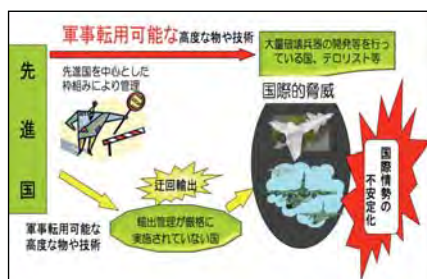 軍事転用可能な高度な物や技術
大量破壊兵器の開発等を行っ
ている国、テロリスト等
先進国
先進国を中心とした
枠組みにより管理
国際的脅威
迂回輸出
国際情勢の
不安定化
軍事転用可能な
高度な物や技術
輸出管理が厳格に
実施されていない国